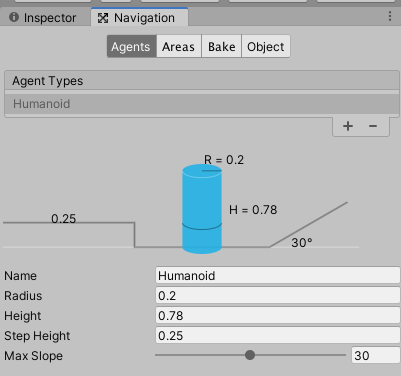 Inspector Navigation
Agents Areas Bake Object
Agent Types
Humanoid
+ −
R = 0.2
0.25
H = 0.78
30°
Name Humanoid
Radius 0.2
Height 0.78
Step Height 0.25
Max Slope 30